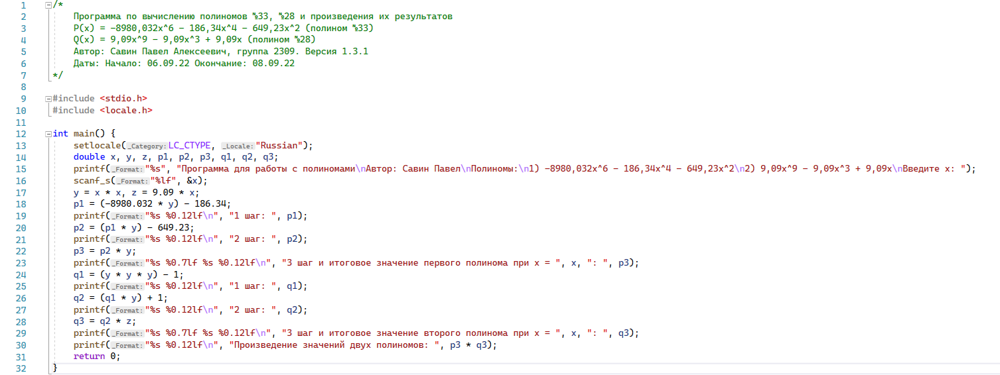 1 /*
2 Программа по вычислению полиномов №33, №28 и произведения их результатов
3 P(x) = -8980,032x^6 - 186,34x^4 - 649,23x^2 (полином №33)
4 Q(x) = 9,09x^9 - 9,09x^3 + 9,09x (полином №28)
5 Автор: Савин Павел Алексеевич, группа 2309. Версия 1.3.1
6 Даты: Начало: 06.09.22 Окончание: 08.09.22
7 */
8
9 #include <stdio.h>
10 #include <locale.h>
11
12 int main() {
13 setlocale(_Category:LC_CTYPE, _Locale:"Russian");
14 double x, y, z, p1, p2, p3, q1, q2, q3;
15 printf(_Format:"%s", "Программа для работы с полиномами\nАвтор: Савин Павел\nПолиномы:\n1) -8980,032x^6 - 186,34x^4 - 649,23x^2\n2) 9,09x^9 - 9,09x^3 + 9,09x\nВведите x: ");
16 scanf_s(_Format:"%lf", &x);
17 y = x * x, z = 9.09 * x;
18 p1 = (-8980.032 * y) - 186.34;
19 printf(_Format:"%s %0.12lf\n", "1 шаг: ", p1);
20 p2 = (p1 * y) - 649.23;
21 printf(_Format:"%s %0.12lf\n", "2 шаг: ", p2);
22 p3 = p2 * y;
23 printf(_Format:"%s %0.7lf %s %0.12lf\n", "3 шаг и итоговое значение первого полинома при x = ", x, ": ", p3);
24 q1 = (y * y * y) - 1;
25 printf(_Format:"%s %0.12lf\n", "1 шаг: ", q1);
26 q2 = (q1 * y) + 1;
27 printf(_Format:"%s %0.12lf\n", "2 шаг: ", q2);
28 q3 = q2 * z;
29 printf(_Format:"%s %0.7lf %s %0.12lf\n", "3 шаг и итоговое значение второго полинома при x = ", x, ": ", q3);
30 printf(_Format:"%s %0.12lf\n", "Произведение значений двух полиномов: ", p3 * q3);
31 return 0;
32 }